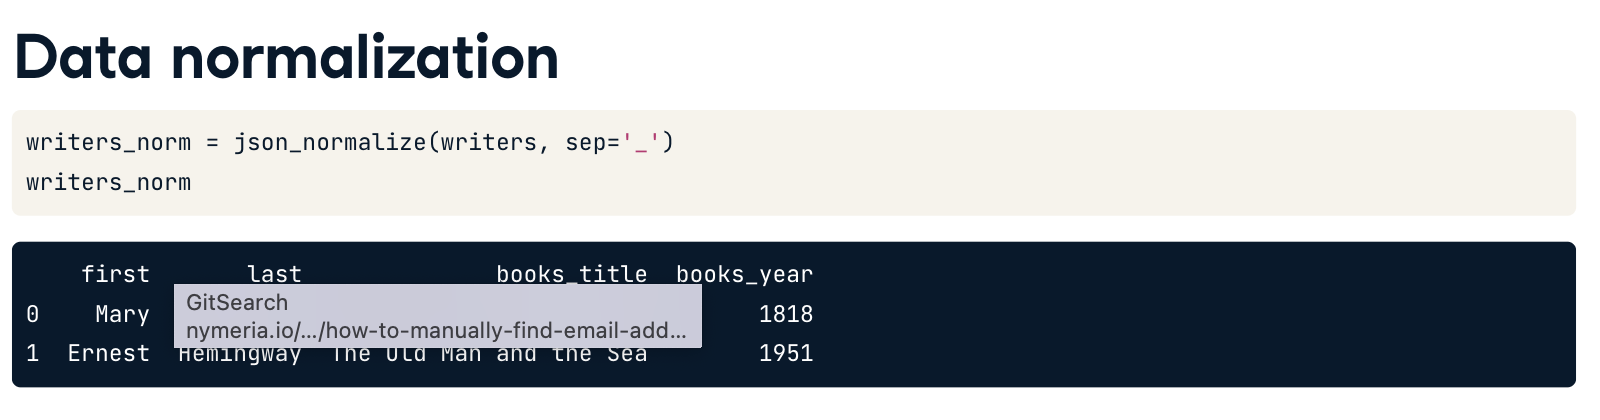 Data normalization
writers_norm = json_normalize(writers, sep='_')
writers_norm
first last books_title books_year
0 Mary 1818
GitSearch
nymeria.io/.../how-to-manually-find-email-add...
1 Ernest Hemingway The Old Man and the Sea 1951